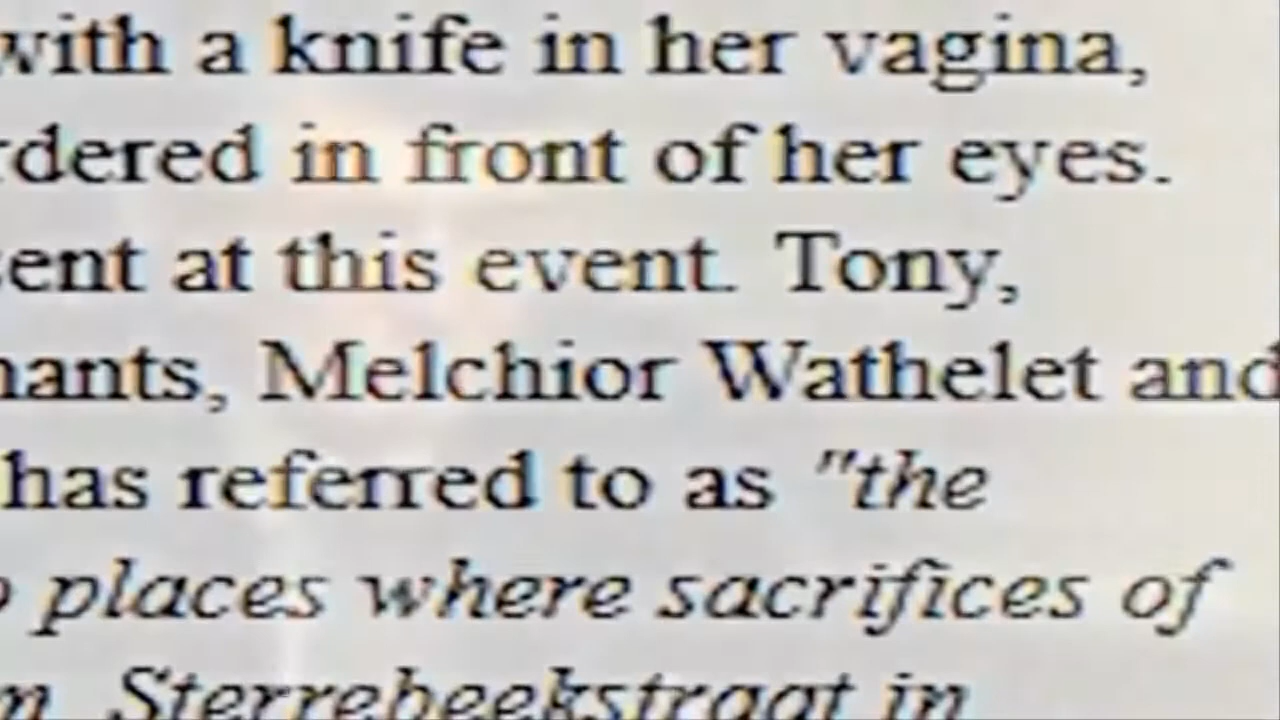 with a knife in her vagina,
rdered in front of her eyes.
sent at this event. Tony,
nants, Melchior Wathelet and
has referred to as "the
places where sacrifices of
Sterrebeekstraat in